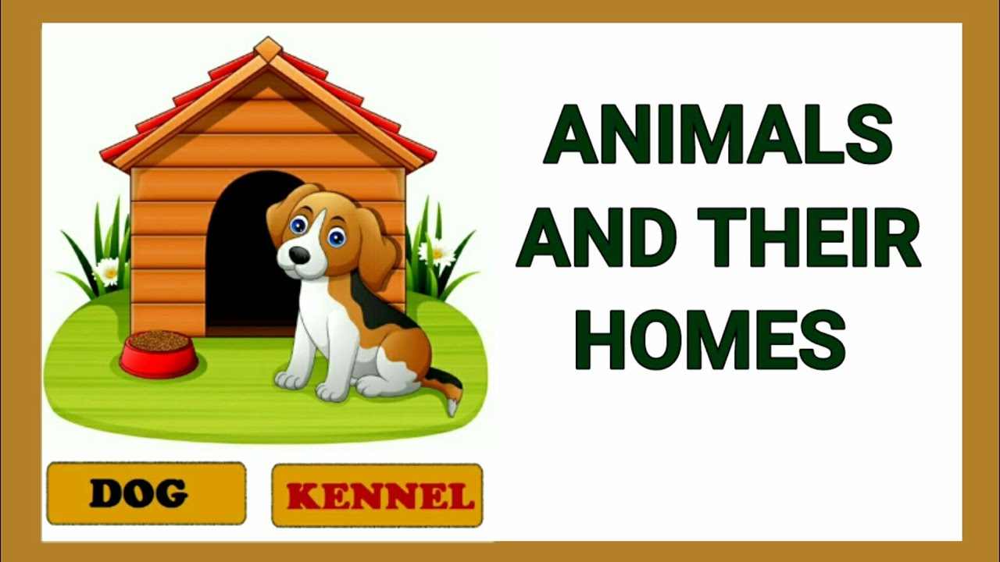 ANIMALS
AND THEIR
HOMES
DOG
KENNEL